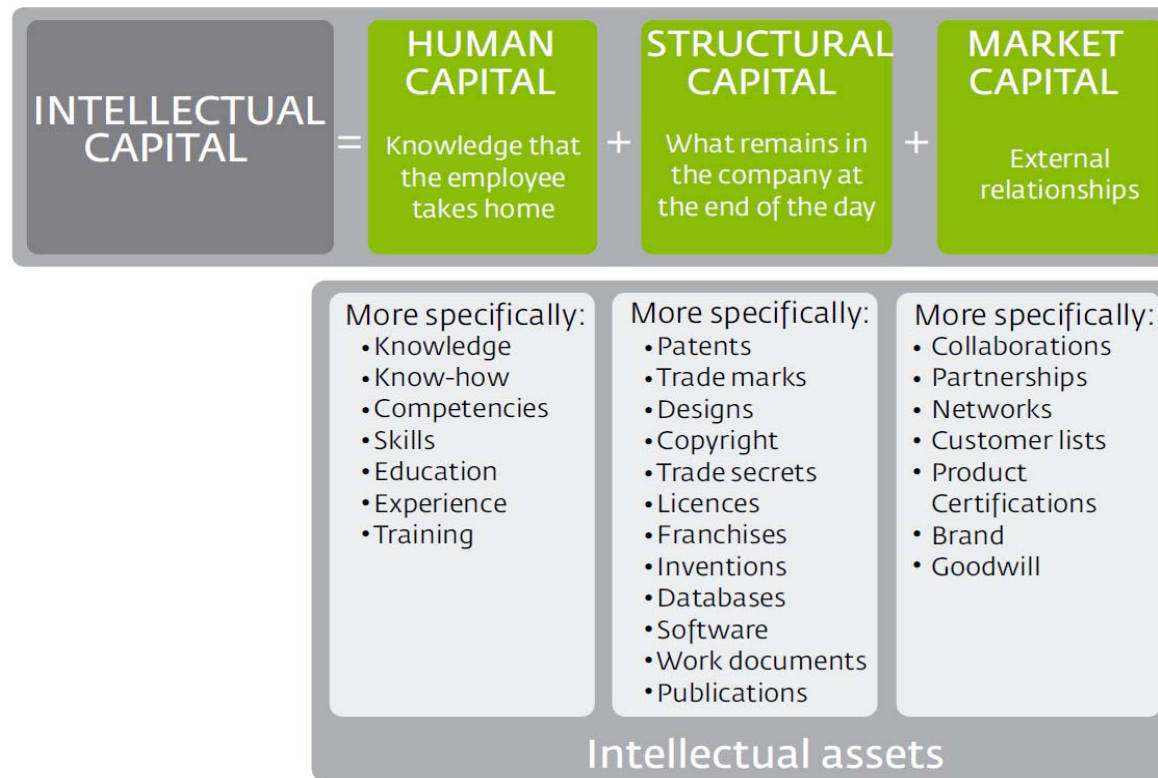 INTELLECTUAL
CAPITAL
=
HUMAN
CAPITAL
Knowledge that
the employee
takes home
+
STRUCTURAL
CAPITAL
What remains in
the company at
the end of the day
+
MARKET
CAPITAL
External
relationships
More specifically:
•Knowledge
•Know-how
•Competencies
•Skills
•Education
•Experience
•Training
More specifically:
•Patents
•Trade marks
•Designs
•Copyright
•Trade secrets
•Licences
•Franchises
•Inventions
•Databases
•Software
•Work documents
•Publications
More specifically:
• Collaborations
• Partnerships
• Networks
• Customer lists
• Product
Certifications
• Brand
• Goodwill
Intellectual assets